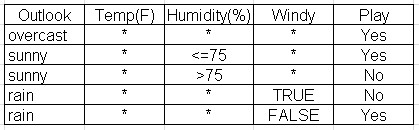 Outlook Temp(F) Humidity(%) Windy Play
overcast * * * Yes
sunny * <=75 * Yes
sunny * >75 * No
rain * * TRUE No
rain * * FALSE Yes